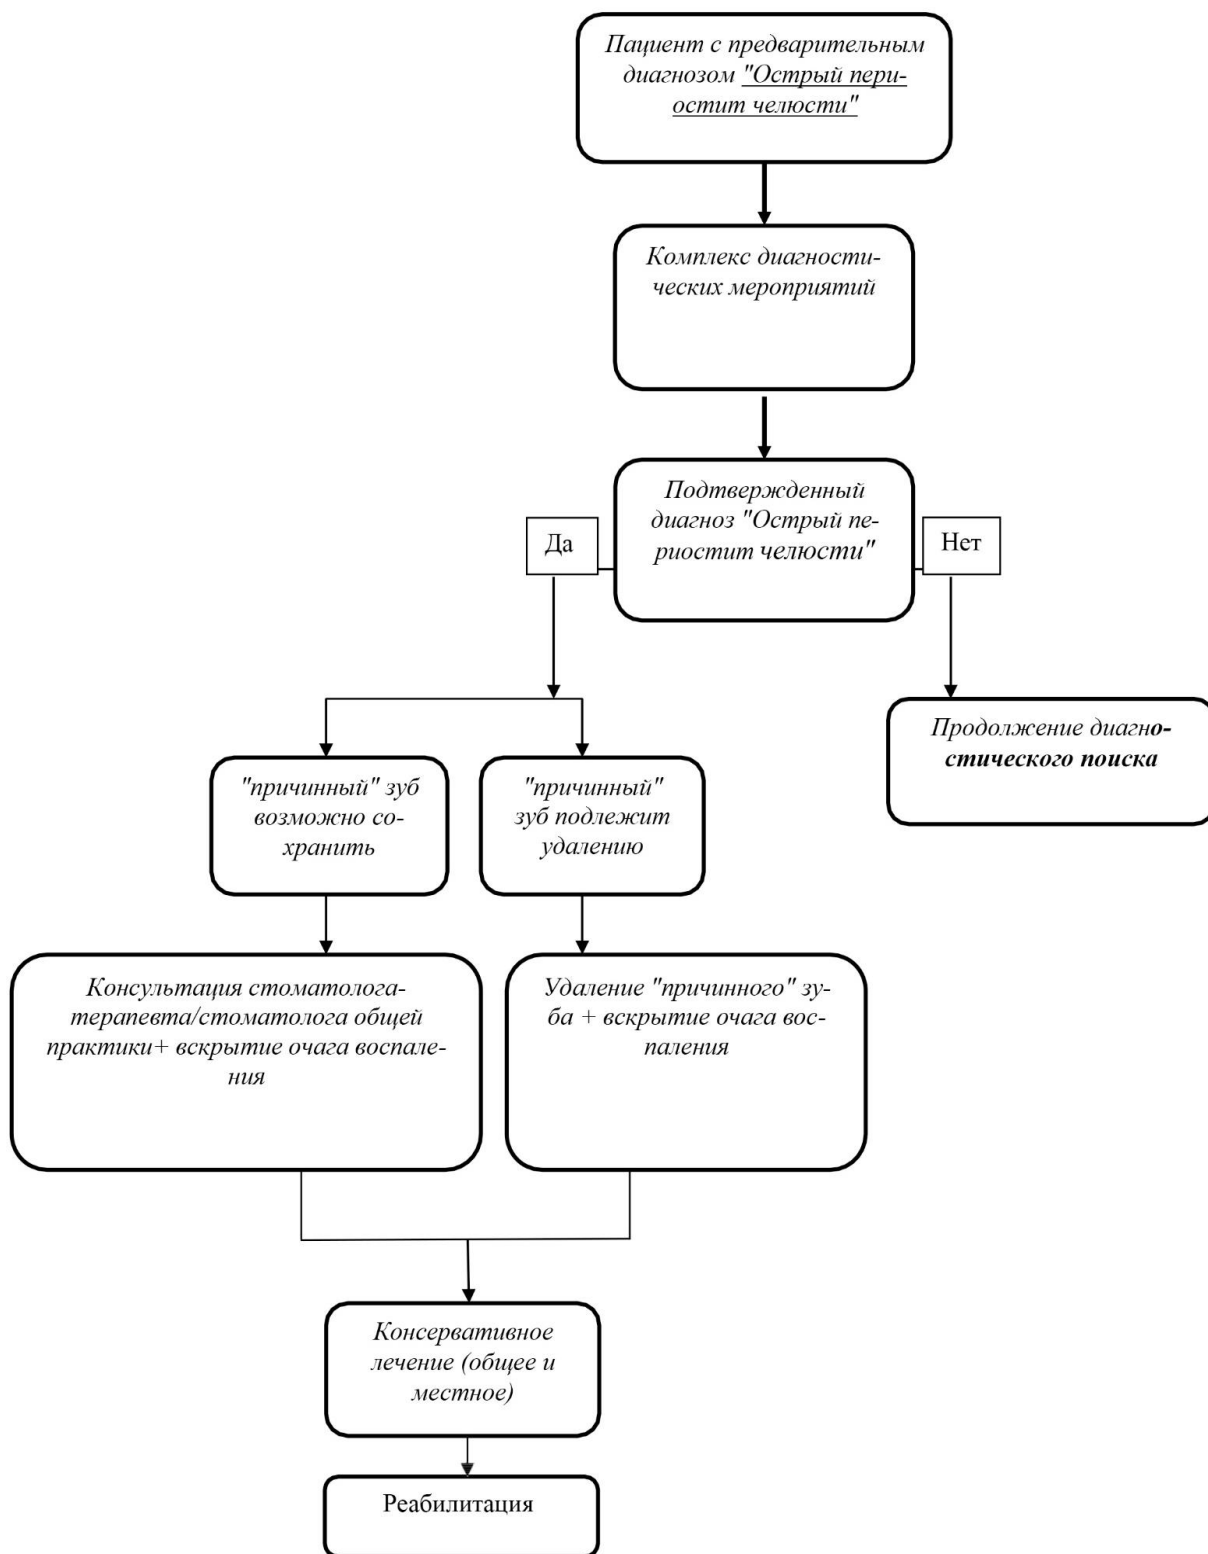 Пациент с предварительным
диагнозом "Острый пери-
остит челюсти"
Комплекс диагности-
ческих мероприятий
Подтвержденный
диагноз "Острый пе-
риостит челюсти"
Да
Нет
Продолжение диагно-
стического поиска
"причинный" зуб
возможно со-
хранить
"причинный"
зуб подлежит
удалению
Консультация стоматолога-
терапевта/стоматолога общей
практики+ вскрытие очага воспале-
ния
Удаление "причинного" зу-
ба + вскрытие очага вос-
паления
Консервативное
лечение (общее и
местное)
Реабилитация